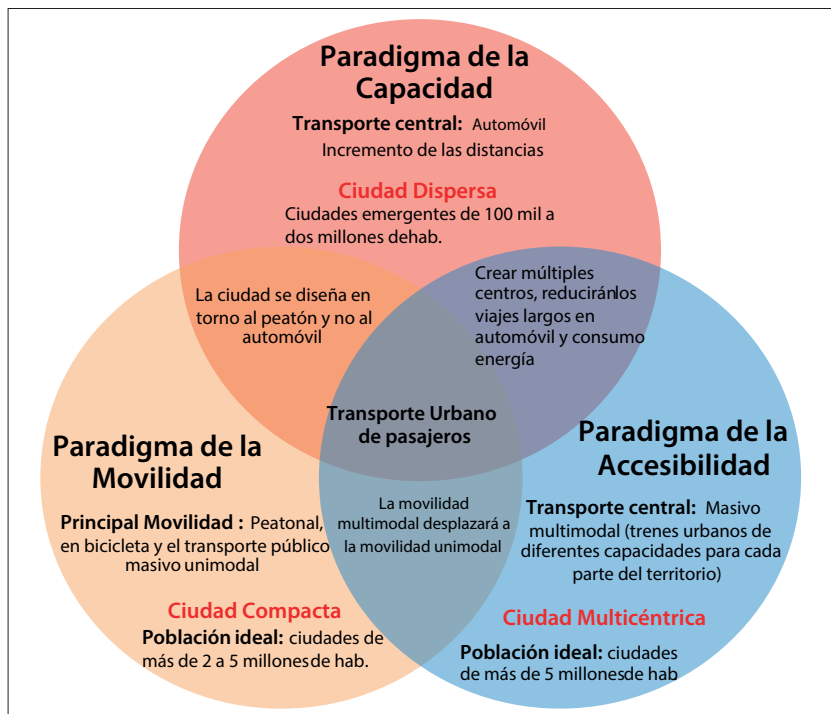 Paradigma de la
Capacidad
Transporte central: Automóvil
Incremento de las distancias
Ciudad Dispersa
Ciudades emergentes de 100 mil a
dos millones dehab.
La ciudad se diseña en
torno al peatón y no al
automóvil
Crear múltiples
centros, reduciránlos
viajes largos en
automóvil y consumo
energía
Transporte Urbano
de pasajeros
Paradigma de la
Movilidad
Principal Movilidad : Peatonal,
en bicicleta y el transporte público
masivo unimodal
Ciudad Compacta
Población ideal: ciudades de
más de 2 a 5 millonesde hab.
La movilidad
multimodal desplazará a
la movilidad unimodal
Paradigma de la
Accesibilidad
Transporte central: Masivo
multimodal (trenes urbanos de
diferentes capacidades para cada
parte del territorio)
Ciudad Multicéntrica
Población ideal: ciudades
de más de 5 millonesde hab